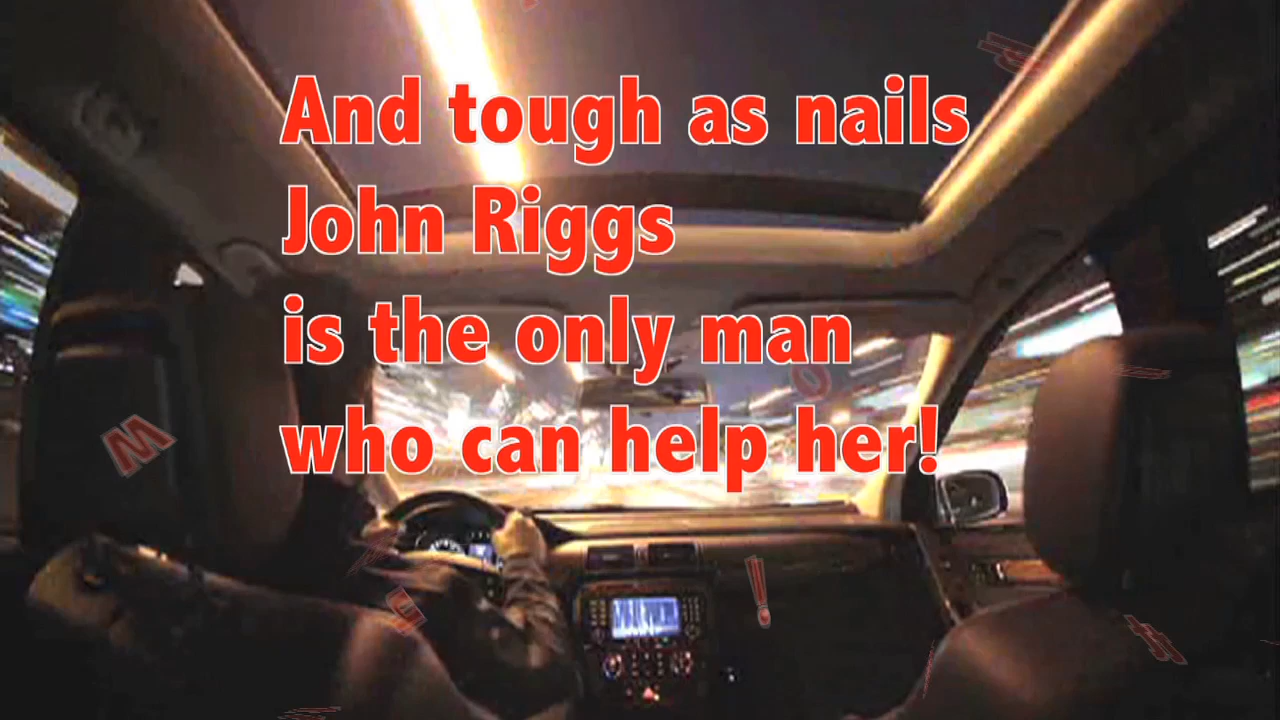 And tough as nails
John Riggs
is the only man
who can help her!